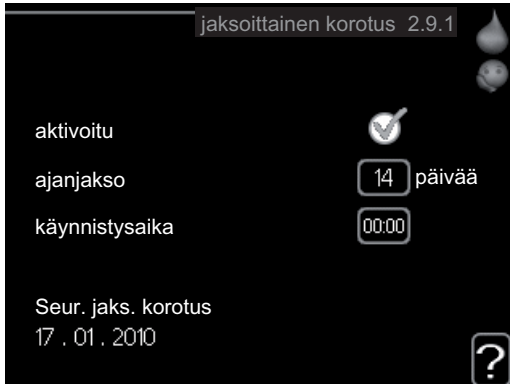 jaksoittainen korotus 2.9.1
aktivoitu
ajanjakso 14 päivää
käynnistysaika 00:00
Seur. jaks. korotus
17 . 01 . 2010
?